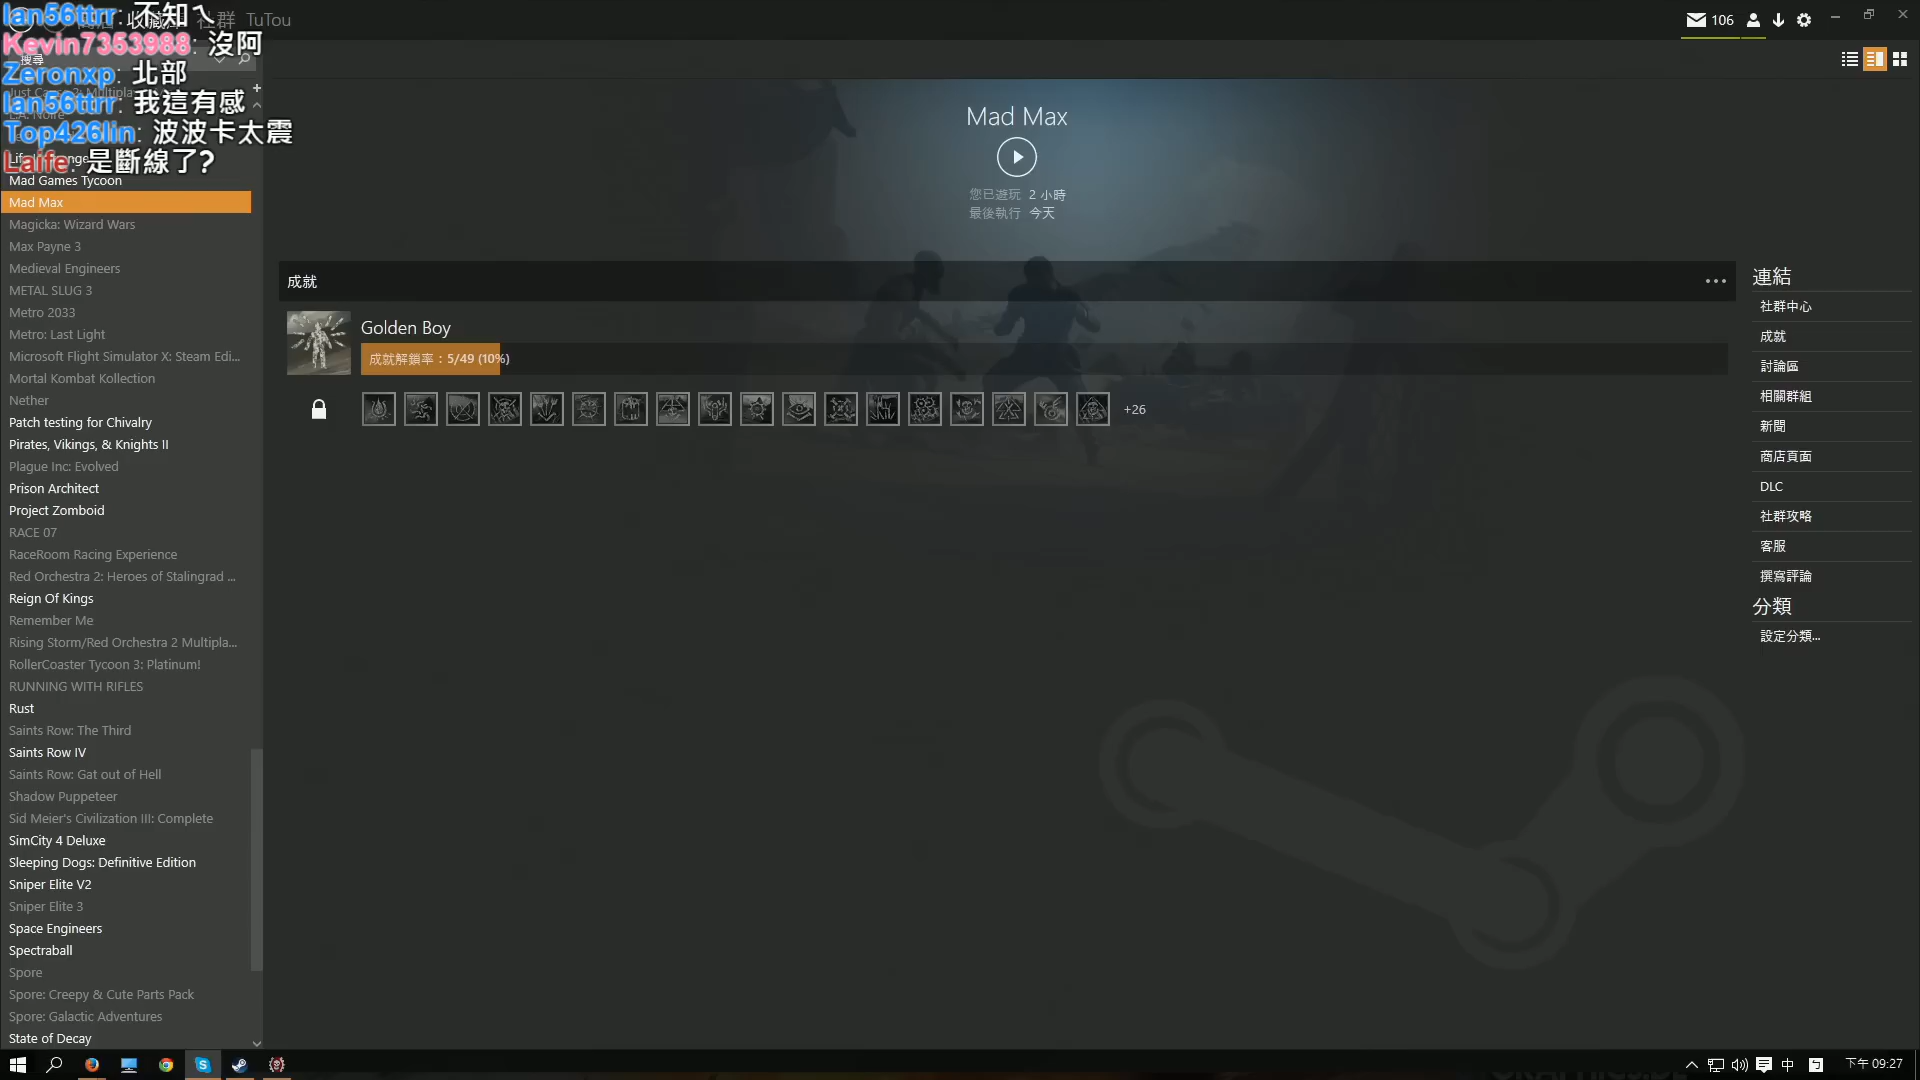 Ian56ttrr: 不知ㄟ
社群 TuTou
106
Kevin7353988: 沒阿
搜尋
Zeronxp: 北部
Just Cause 2: Multipla
Ian56ttrr: 我這有感
L.A. Noire
Top426lin: 波波卡太震
Laife: 是斷線了?
Mad Games Tycoon
Mad Max
Magicka: Wizard Wars
Max Payne 3
Medieval Engineers
METAL SLUG 3
Metro 2033
Metro: Last Light
Microsoft Flight Simulator X: Steam Edi...
Mortal Kombat Kollection
Nether
Patch testing for Chivalry
Pirates, Vikings, & Knights II
Plague Inc: Evolved
Prison Architect
Project Zomboid
RACE 07
RaceRoom Racing Experience
Red Orchestra 2: Heroes of Stalingrad ...
Reign Of Kings
Remember Me
Rising Storm/Red Orchestra 2 Multipla...
RollerCoaster Tycoon 3: Platinum!
RUNNING WITH RIFLES
Rust
Saints Row: The Third
Saints Row IV
Saints Row: Gat out of Hell
Shadow Puppeteer
Sid Meier's Civilization III: Complete
SimCity 4 Deluxe
Sleeping Dogs: Definitive Edition
Sniper Elite V2
Sniper Elite 3
Space Engineers
Spectraball
Spore
Spore: Creepy & Cute Parts Pack
Spore: Galactic Adventures
State of Decay
Mad Max
您已遊玩 2 小時
最後執行 今天
成就
Golden Boy
成就解鎖率：5/49 (10%)
+26
連結
社群中心
成就
討論區
相關群組
新聞
商店頁面
DLC
社群攻略
客服
撰寫評論
分類
設定分類...
中
下午 09:27